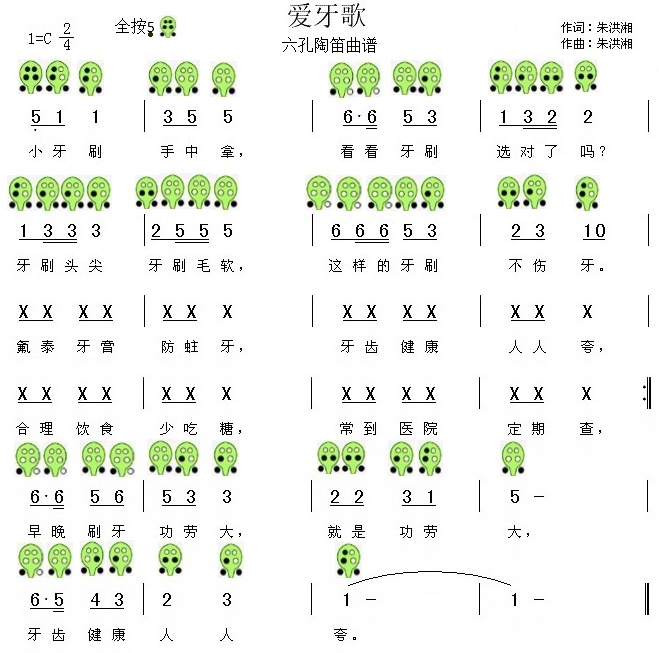 爱牙歌
1=C 2/4 全按5
六孔陶笛曲谱
作词：朱洪湘
作曲：朱洪湘
5 1 1 | 3 5 5 | 6·6 5 3 | 1 3 2 2
小牙刷 手中拿， 看看牙刷 选对了吗？
1 3 3 3 | 2 5 5 5 | 6 6 6 5 3 | 2 3 10
牙刷头尖 牙刷毛软， 这样的牙刷 不伤牙。
X X X X | X X X | X X X X | X X X
氟泰牙膏 防蛀牙， 牙齿健康 人人夸，
X X X X | X X X | X X X X | X X X :‖
合理饮食 少吃糖， 常到医院 定期查，
6·6 5 6 | 5 3 3 | 2 2 3 1 | 5 -
早晚刷牙 功劳大， 就是功劳 大，
6·5 4 3 | 2 3 | 1 - | 1 - ‖
牙齿健康 人人 夸。